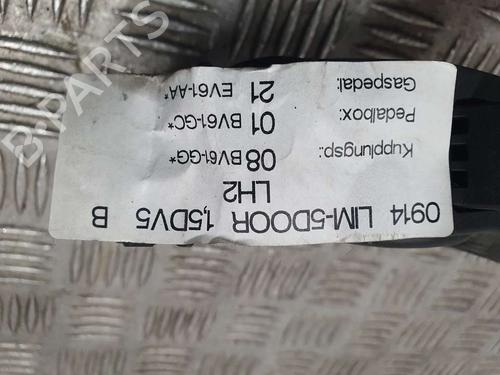 0914 LIM-5DOOR 1,5DV5 B
LH2
Kupplungsp.:
08 BV61-GG*
Pedalbox:
01 BV61-GC*
Gaspedal:
21 EV61-AA*
B-PARTS